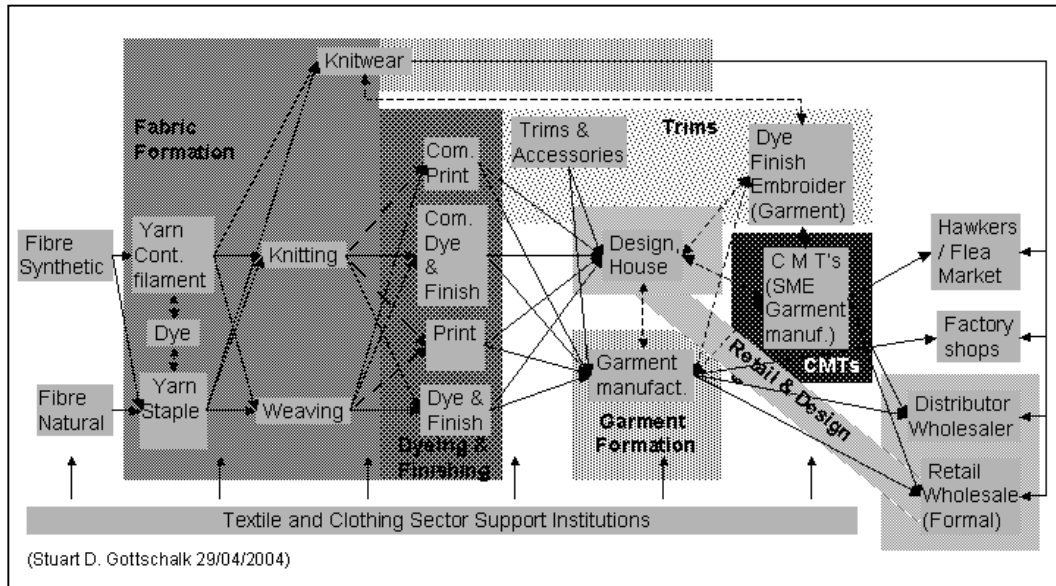 Knitwear
Fabric
Formation
Trims &
Accessories
Trims
Dye
Finish
Embroider
(Garment)
Com.
Print
Com.
Dye
&
Finish
Print
Dye &
Finish
Dyeing &
Finishing
Fibre
Synthetic
Yarn
Cont.
filament
Knitting
Dye
Fibre
Natural
Yarn
Staple
Weaving
Design
House
C M T's
(SME
Garment
manuf.)
CMTs
Garment
manufact.
Garment
Formation
Retail & Design
Hawkers
/ Flea
Market
Factory
shops
Distributor
Wholesaler
Retail
Wholesale
(Formal)
Textile and Clothing Sector Support Institutions
(Stuart D. Gottschalk 29/04/2004)